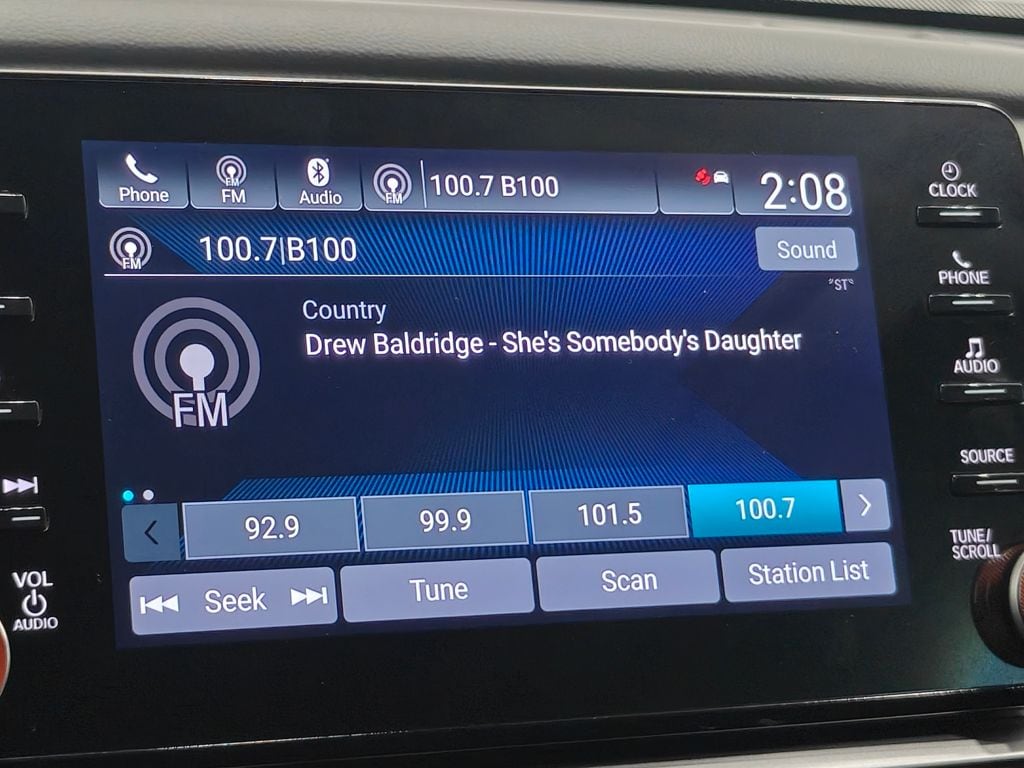 Phone
FM
FM
Audio
FM
100.7 B100
2:08
FM
100.7|B100
Sound
"ST"
Country
Drew Baldridge - She's Somebody's Daughter
FM
92.9
99.9
101.5
100.7
Seek
Tune
Scan
Station List
VOL
AUDIO
CLOCK
PHONE
AUDIO
SOURCE
TUNE/
SCROLL